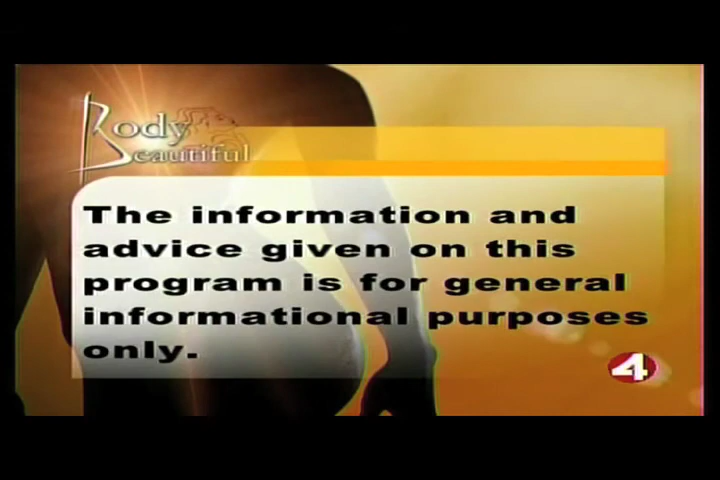 Body
Beautiful
The information and
advice given on this
program is for general
informational purposes
only.
4